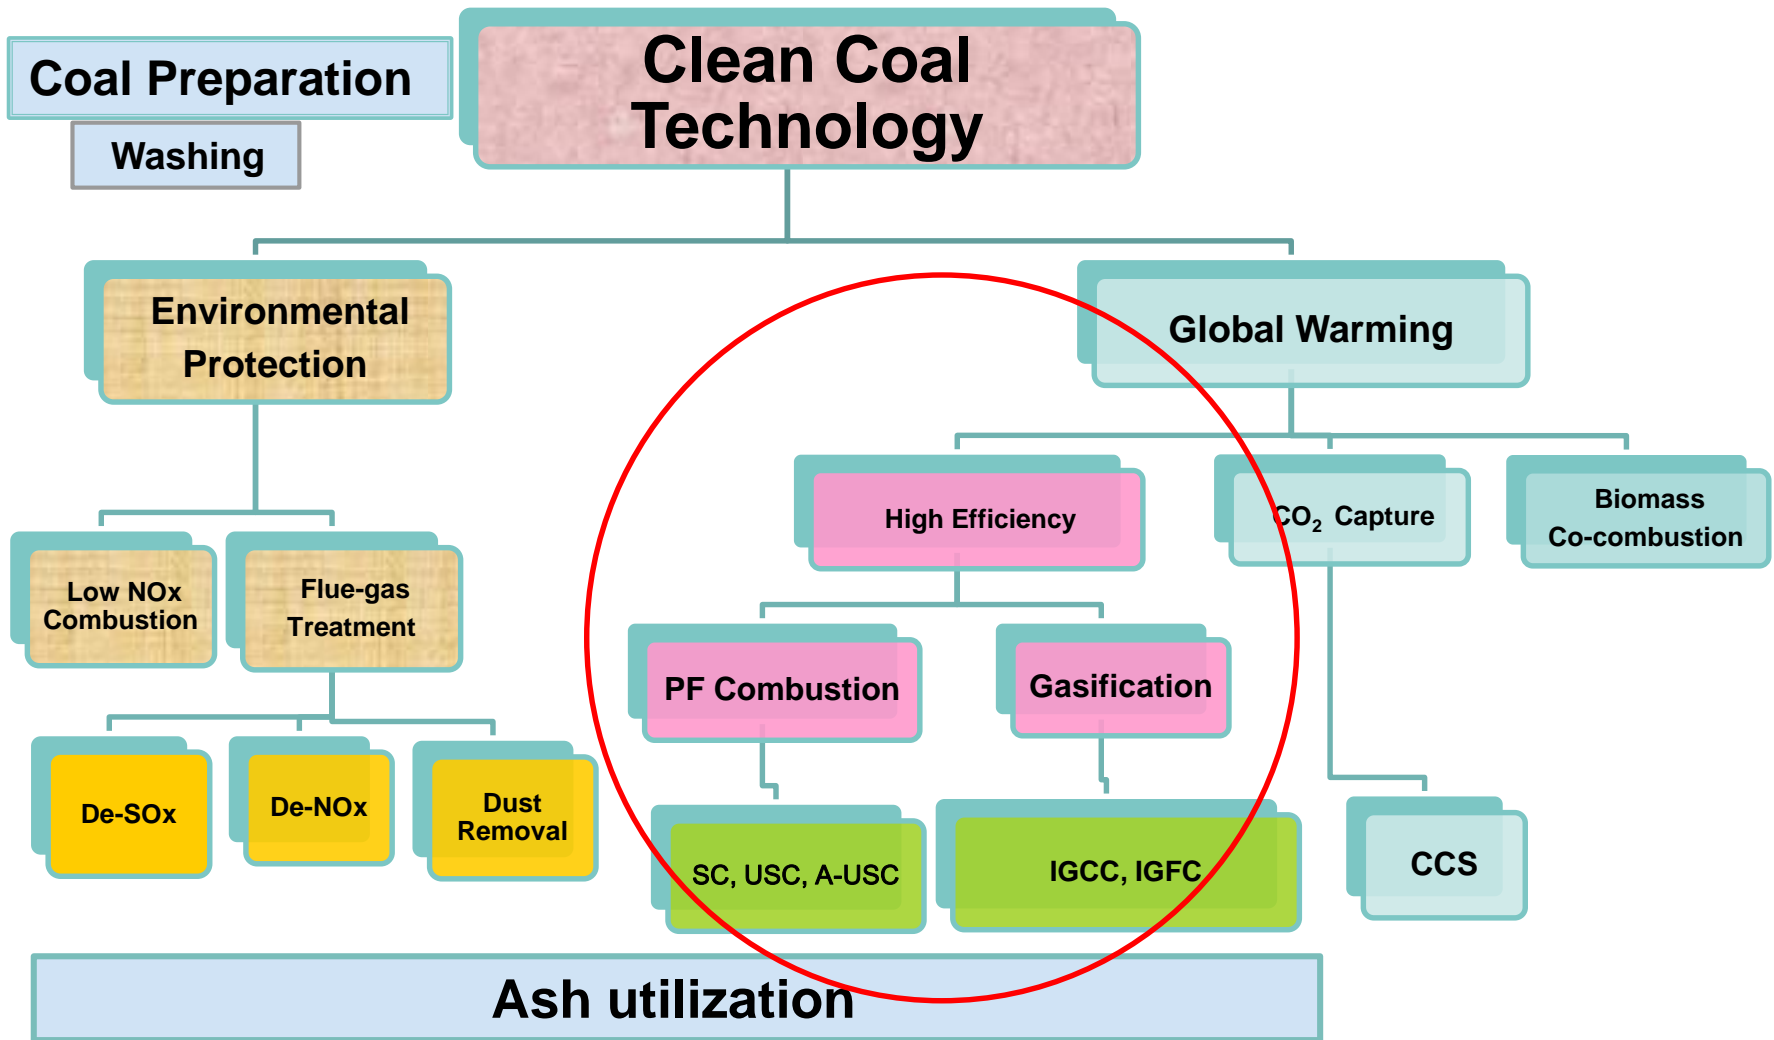 Coal Preparation
Washing
Clean Coal
Technology
Environmental
Protection
Global Warming
Low NOx
Combustion
Flue-gas
Treatment
High Efficiency
CO₂ Capture
Biomass
Co-combustion
PF Combustion
Gasification
De-SOx
De-NOx
Dust
Removal
SC, USC, A-USC
IGCC, IGFC
CCS
Ash utilization